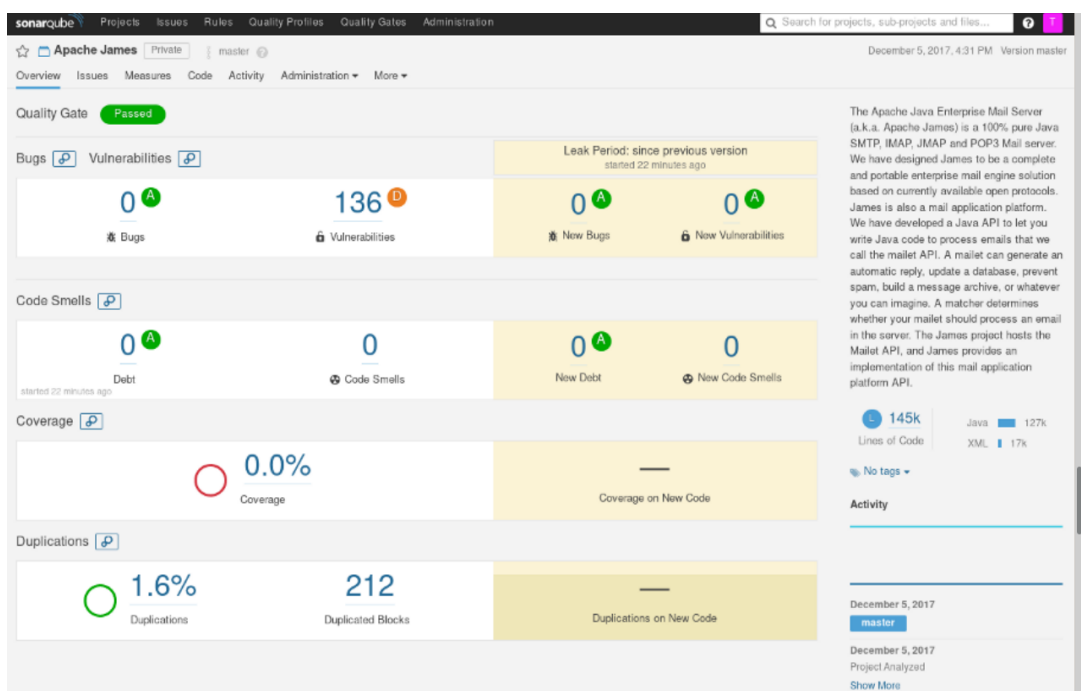 sonarqube Projects Issues Rules Quality Profiles Quality Gates Administration Search for projects, sub-projects and files... ? T
Apache James Private master ? December 5, 2017, 4:31 PM Version master
Overview Issues Measures Code Activity Administration More
Quality Gate Passed
Bugs Vulnerabilities
Leak Period: since previous version
started 22 minutes ago
0 A 136 D 0 A 0 A
Bugs Vulnerabilities New Bugs New Vulnerabilities
Code Smells
0 A 0 0 A 0
Debt Code Smells New Debt New Code Smells
started 22 minutes ago
Coverage
0.0% —
Coverage Coverage on New Code
Duplications
1.6% 212 —
Duplications Duplicated Blocks Duplications on New Code
The Apache Java Enterprise Mail Server
(a.k.a. Apache James) is a 100% pure Java
SMTP, IMAP, JMAP and POP3 Mail server.
We have designed James to be a complete
and portable enterprise mail engine solution
based on currently available open protocols.
James is also a mail application platform.
We have developed a Java API to let you
write Java code to process emails that we
call the mailet API. A mailet can generate an
automatic reply, update a database, prevent
spam, build a message archive, or whatever
you can imagine. A matcher determines
whether your mailet should process an email
in the server. The James project hosts the
Mailet API, and James provides an
implementation of this mail application
platform API.
L 145k Java 127k
Lines of Code XML 17k
No tags
Activity
December 5, 2017
master
December 5, 2017
Project Analyzed
Show More